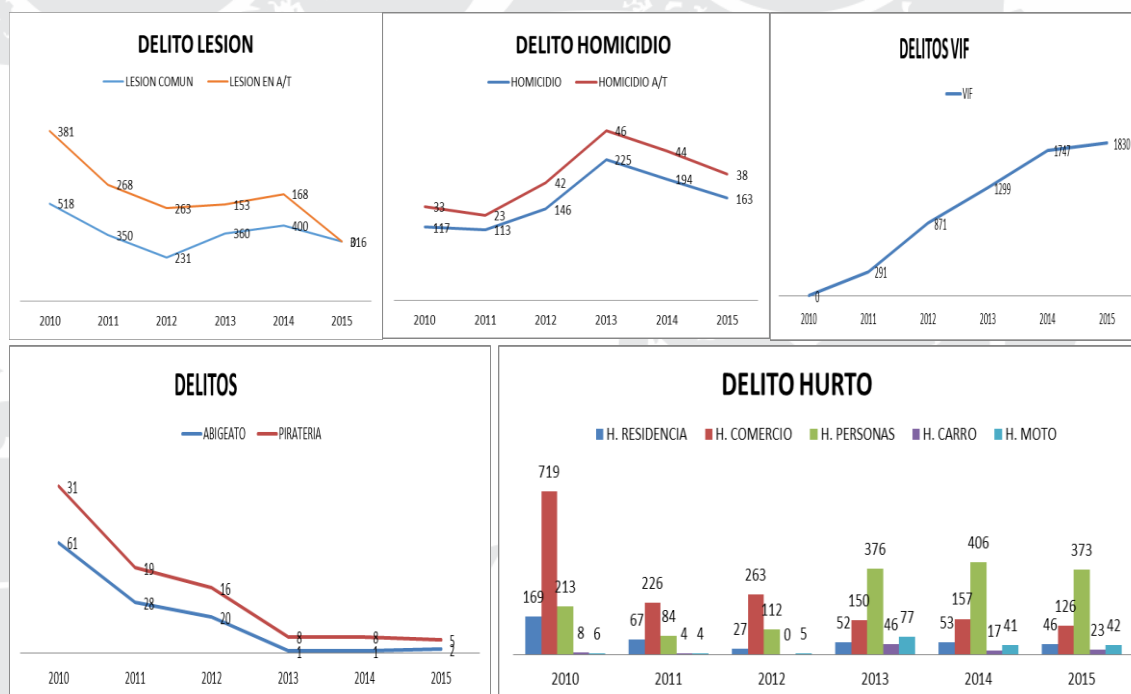 DELITO LESION
LESION COMUN LESION EN A/T
381
268
263
153
168
518
350
231
360
400
316
2010 2011 2012 2013 2014 2015
DELITO HOMICIDIO
HOMICIDIO HOMICIDIO A/T
33
23
42
46
44
38
117
113
146
225
194
163
2010 2011 2012 2013 2014 2015
DELITOS VIF
VIF
0
291
871
1299
1747
1830
2010 2011 2012 2013 2014 2015
DELITOS
ABIGEATO PIRATERIA
31
19
16
8
8
5
61
28
20
1
1
2
2010 2011 2012 2013 2014 2015
DELITO HURTO
H. RESIDENCIA H. COMERCIO H. PERSONAS H. CARRO H. MOTO
169 719 213 8 6
67 226 84 4 4
27 263 112 0 5
52 150 376 46 77
53 157 406 17 41
46 126 373 23 42
2010 2011 2012 2013 2014 2015